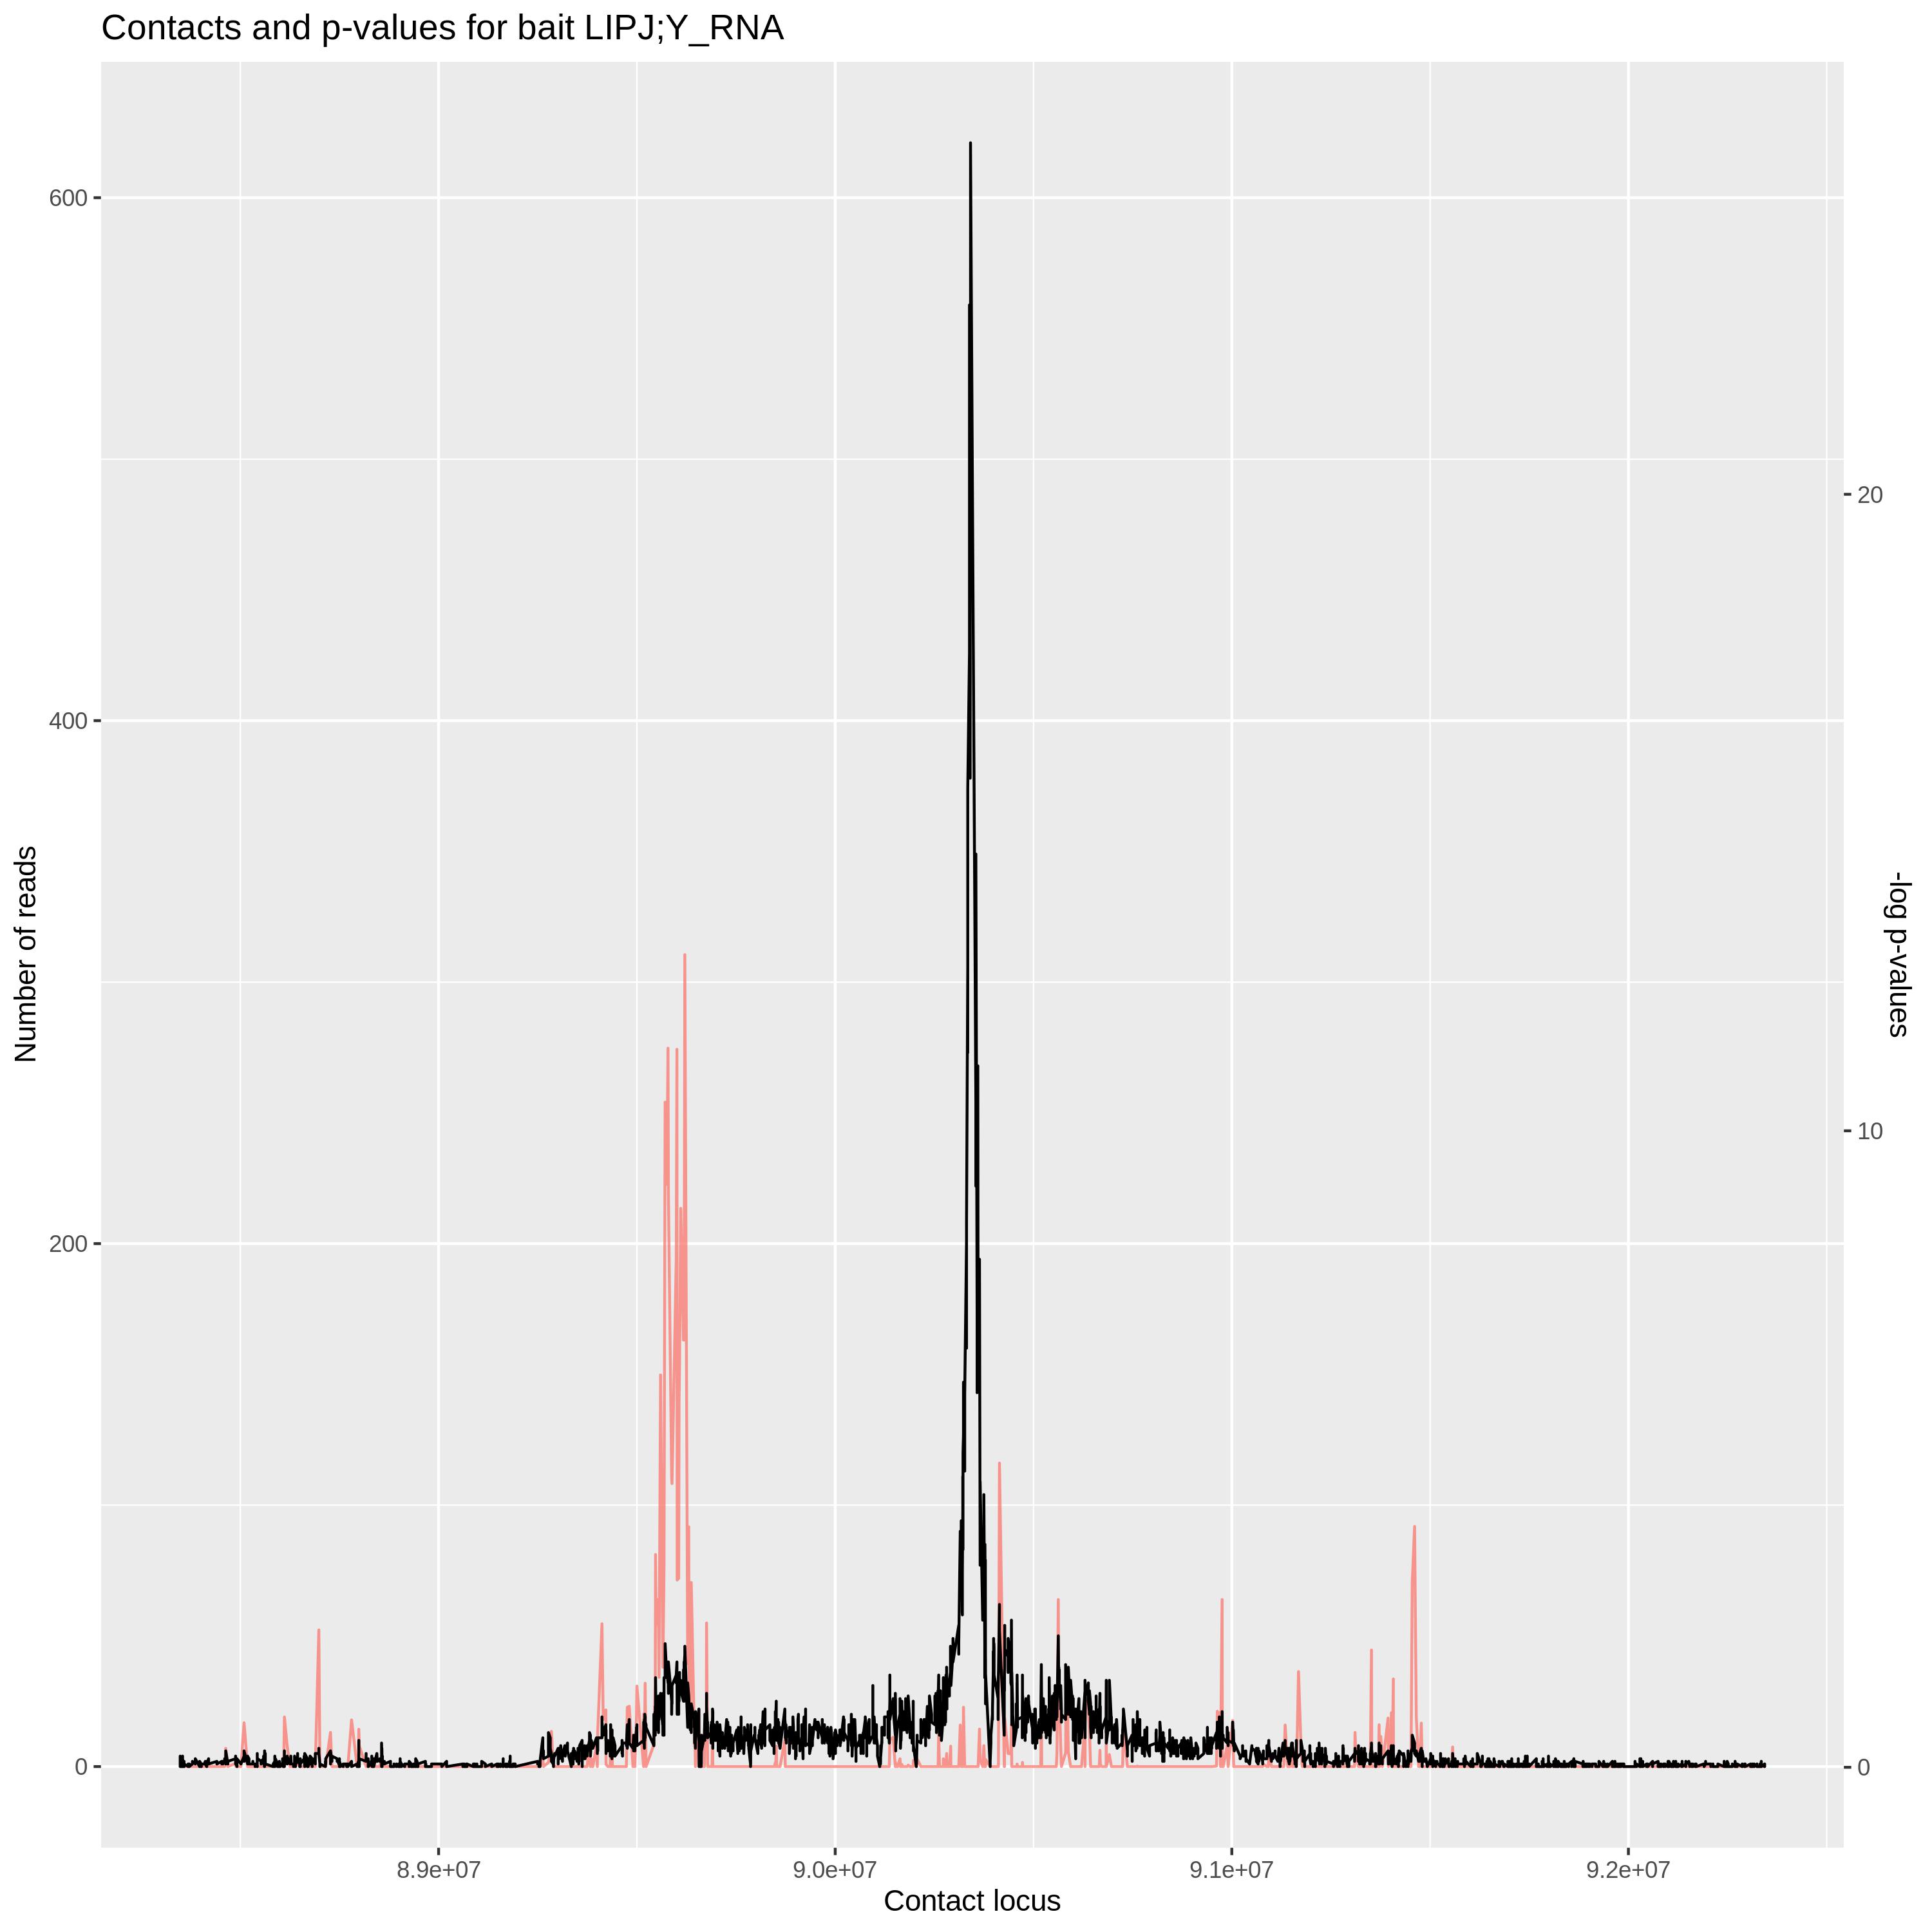 Contacts and p-values for bait LIPJ;Y_RNA
600
400
200
0
Number of reads
20
10
0
-log p-values
8.9e+07
9.0e+07
9.1e+07
9.2e+07
Contact locus